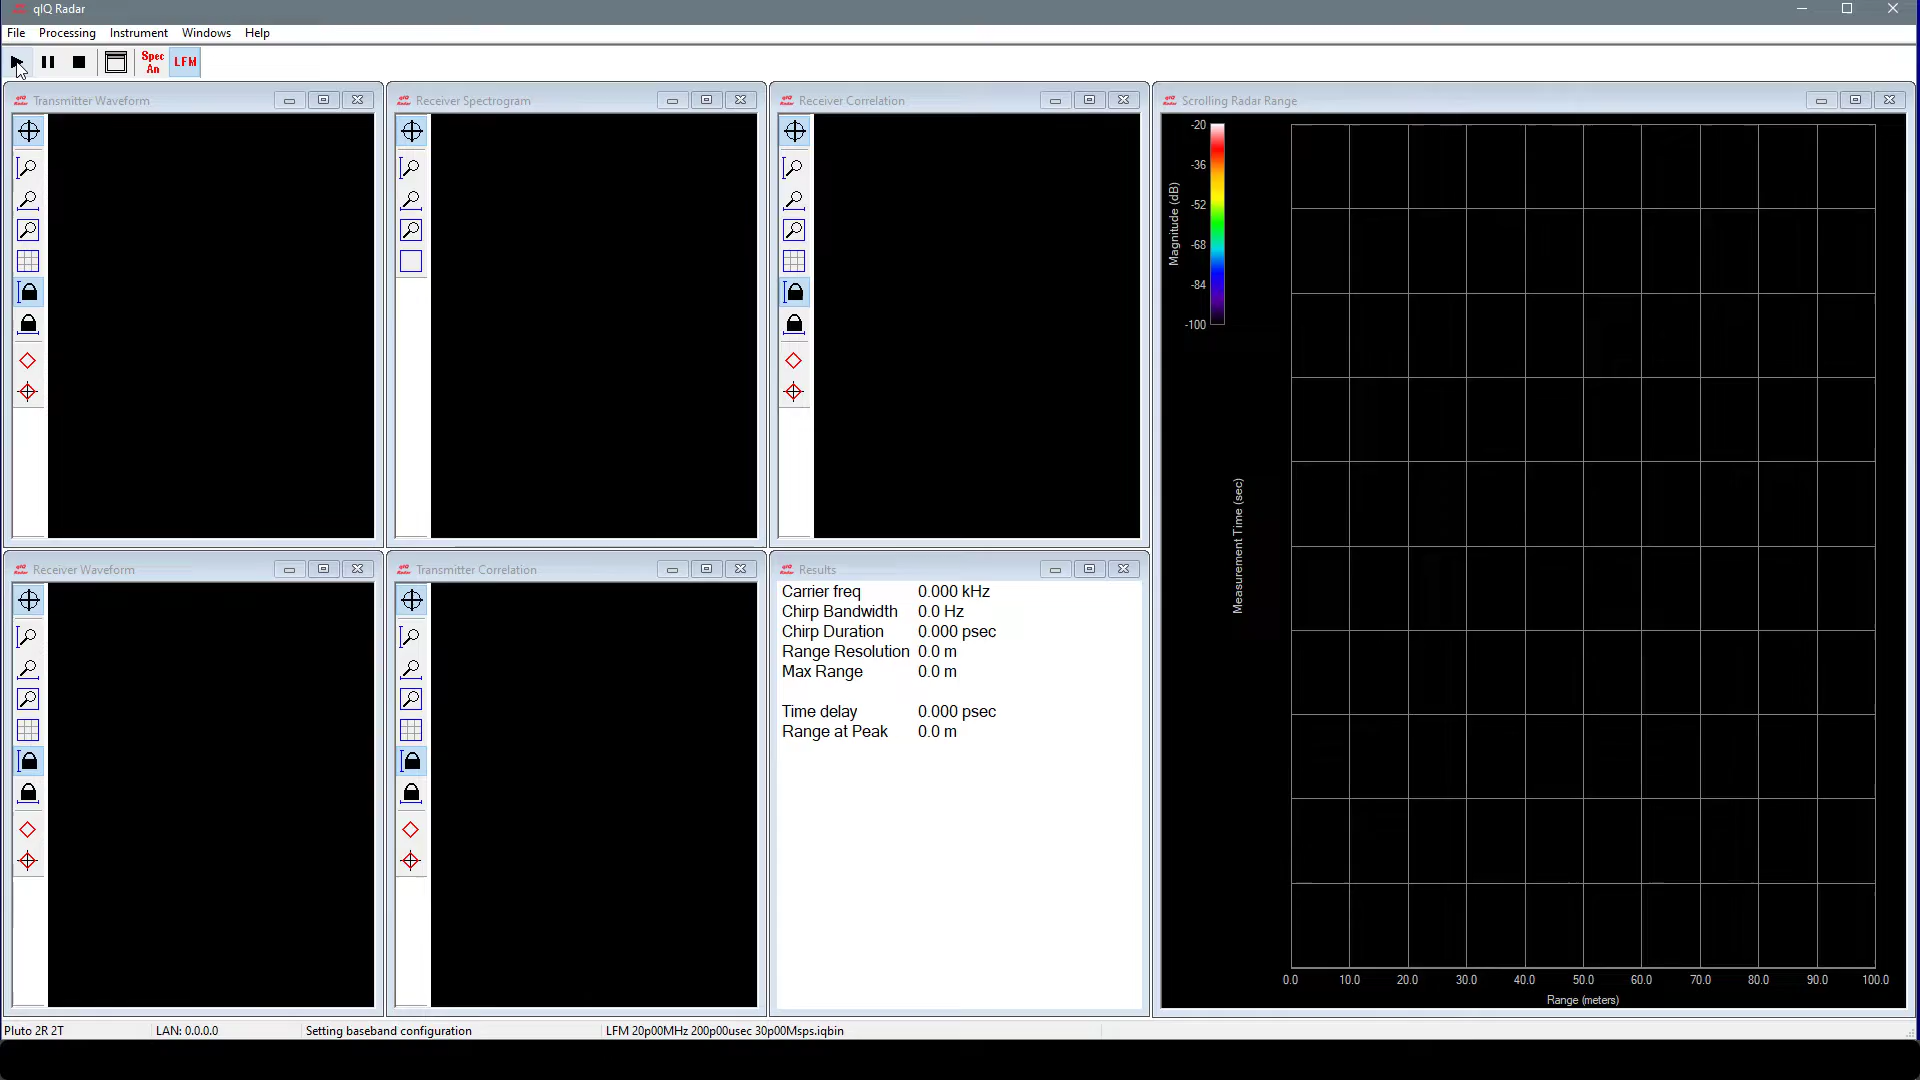 qIQ Radar
File Processing Instrument Windows Help
Spec An LFM
Transmitter Waveform
Receiver Spectrogram
Receiver Correlation
Scrolling Radar Range
-20
-36
-52
-68
-84
-100
Magnitude (dB)
Measurement Time (sec)
0.0 10.0 20.0 30.0 40.0 50.0 60.0 70.0 80.0 90.0 100.0
Range (meters)
Receiver Waveform
Transmitter Correlation
Results
Carrier freq 0.000 kHz
Chirp Bandwidth 0.0 Hz
Chirp Duration 0.000 psec
Range Resolution 0.0 m
Max Range 0.0 m
Time delay 0.000 psec
Range at Peak 0.0 m
Pluto 2R 2T LAN: 0.0.0.0 Setting baseband configuration LFM 20p00MHz 200p00usec 30p00Msps.iqbin